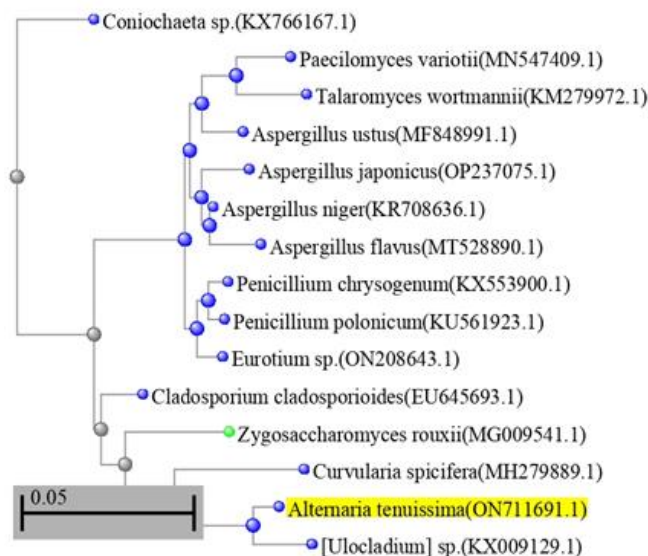 Coniochaeta sp.(KX766167.1)
Paecilomyces variotii(MN547409.1)
Talaromyces wortmannii(KM279972.1)
Aspergillus ustus(MF848991.1)
Aspergillus japonicus(OP237075.1)
Aspergillus niger(KR708636.1)
Aspergillus flavus(MT528890.1)
Penicillium chrysogenum(KX553900.1)
Penicillium polonicum(KU561923.1)
Eurotium sp.(ON208643.1)
Cladosporium cladosporioides(EU645693.1)
Zygosaccharomyces rouxii(MG009541.1)
Curvularia spicifera(MH279889.1)
0.05
Alternaria tenuissima(ON711691.1)
[Ulocladium] sp.(KX009129.1)